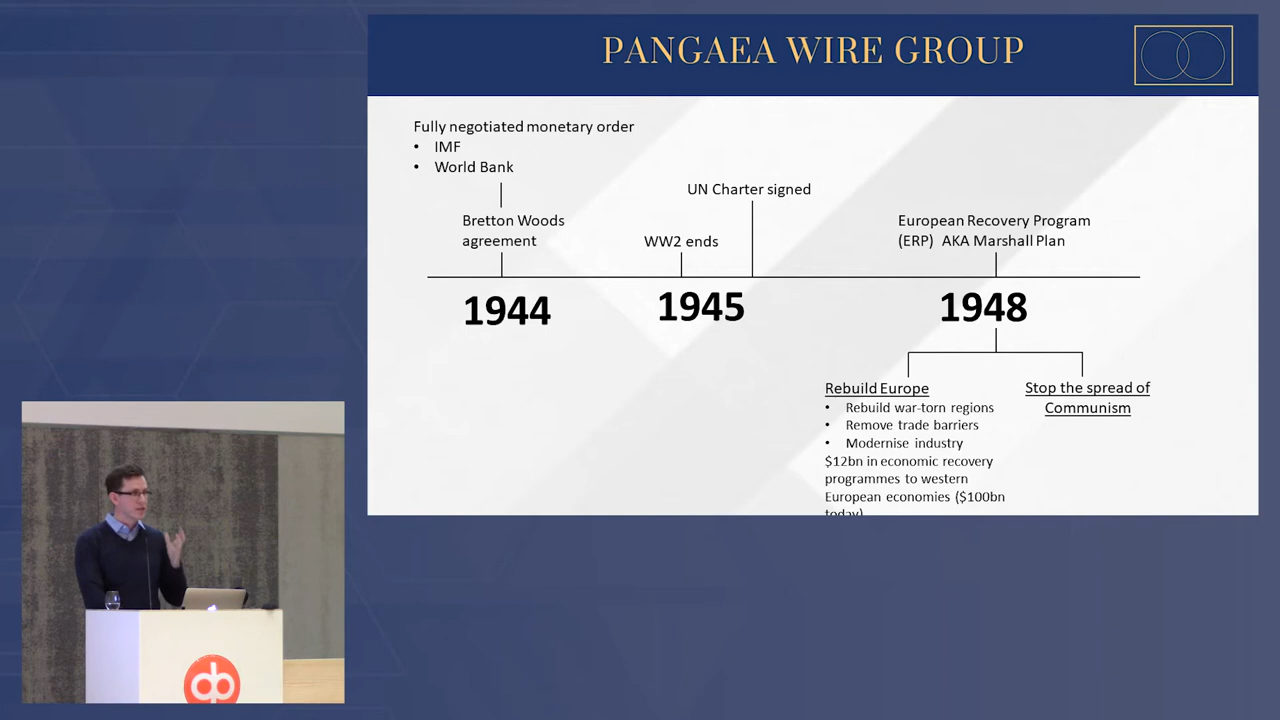 PANGAEA WIRE GROUP
Fully negotiated monetary order
• IMF
• World Bank
UN Charter signed
Bretton Woods
agreement
WW2 ends
European Recovery Program
(ERP) AKA Marshall Plan
1944
1945
1948
Rebuild Europe
• Rebuild war-torn regions
• Remove trade barriers
• Modernise industry
$12bn in economic recovery
programmes to western
European economies ($100bn
today)
Stop the spread of
Communism